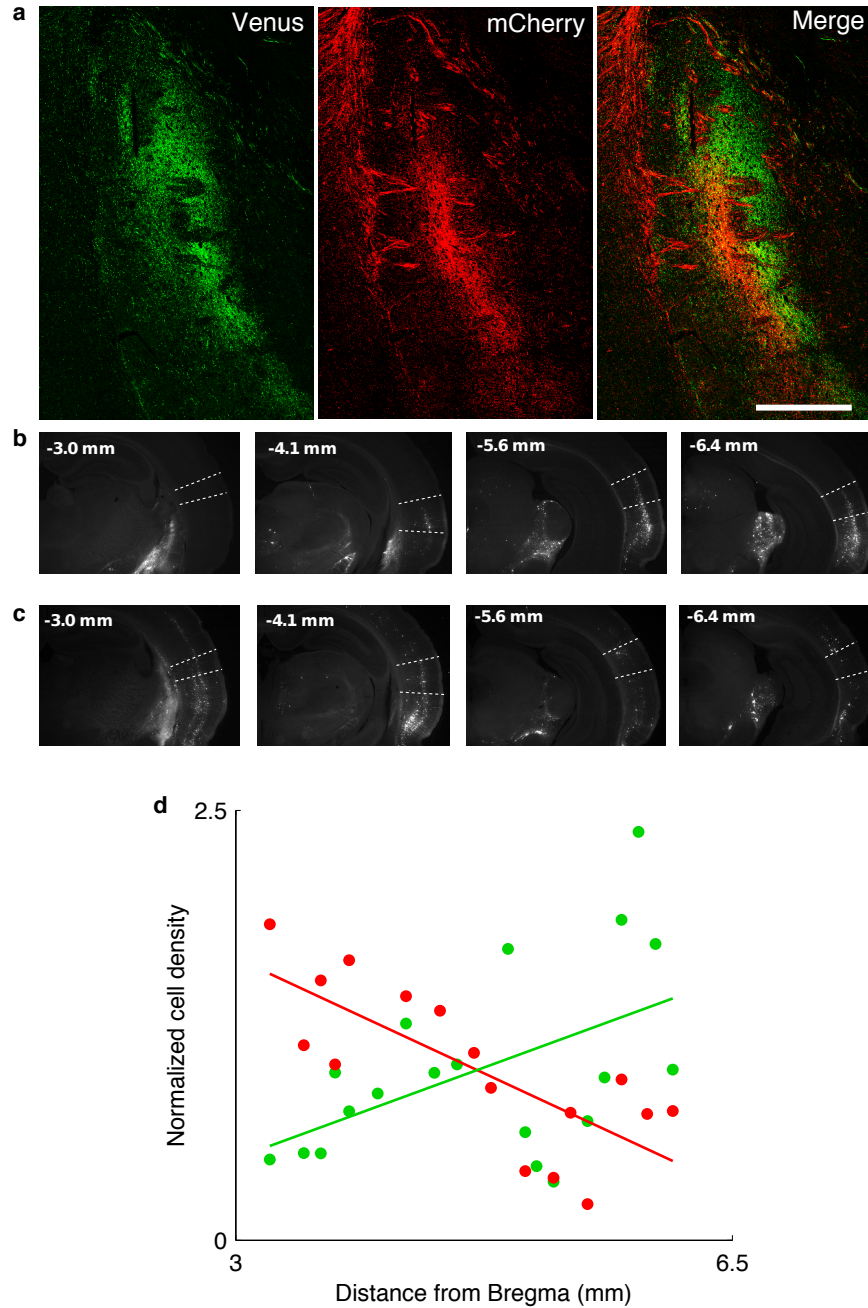 a
Venus
mCherry
Merge
b
-3.0 mm
-4.1 mm
-5.6 mm
-6.4 mm
c
-3.0 mm
-4.1 mm
-5.6 mm
-6.4 mm
d
2.5
Normalized cell density
0
3
6.5
Distance from Bregma (mm)